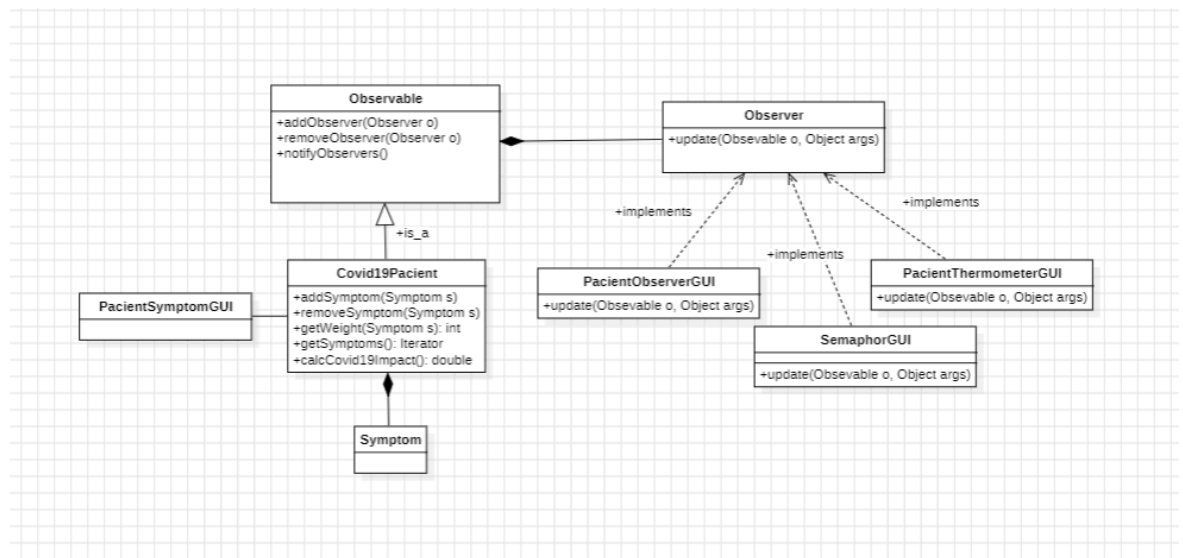 Observable
+addObserver(Observer o)
+removeObserver(Observer o)
+notifyObservers()
Observer
+update(Obsevable o, Object args)
+implements
+implements
+implements
+is_a
Covid19Pacient
+addSymptom(Symptom s)
+removeSymptom(Symptom s)
+getWeight(Symptom s): int
+getSymptoms(): Iterator
+calcCovid19Impact(): double
PacientSymptomGUI
PacientObserverGUI
+update(Obsevable o, Object args)
PacientThermometerGUI
+update(Obsevable o, Object args)
SemaphorGUI
+update(Obsevable o, Object args)
Symptom